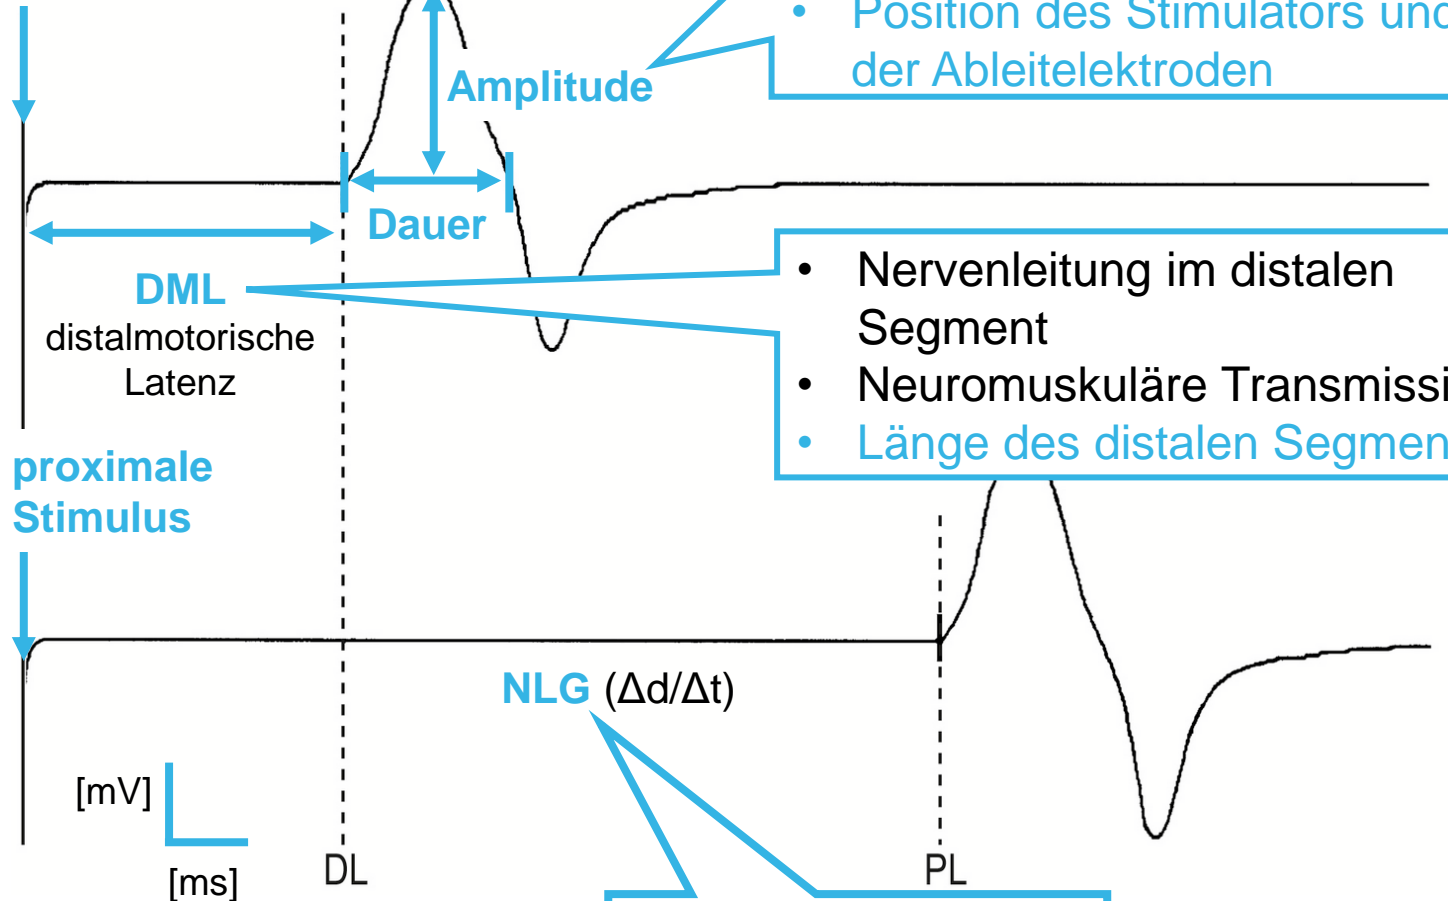 • Position des Stimulators und
der Ableitelektroden
Amplitude
Dauer
DML
distalmotorische
Latenz
• Nervenleitung im distalen
Segment
• Neuromuskuläre Transmissi
• Länge des distalen Segmen
proximale
Stimulus
NLG (Δd/Δt)
[mV]
[ms]
DL
PL